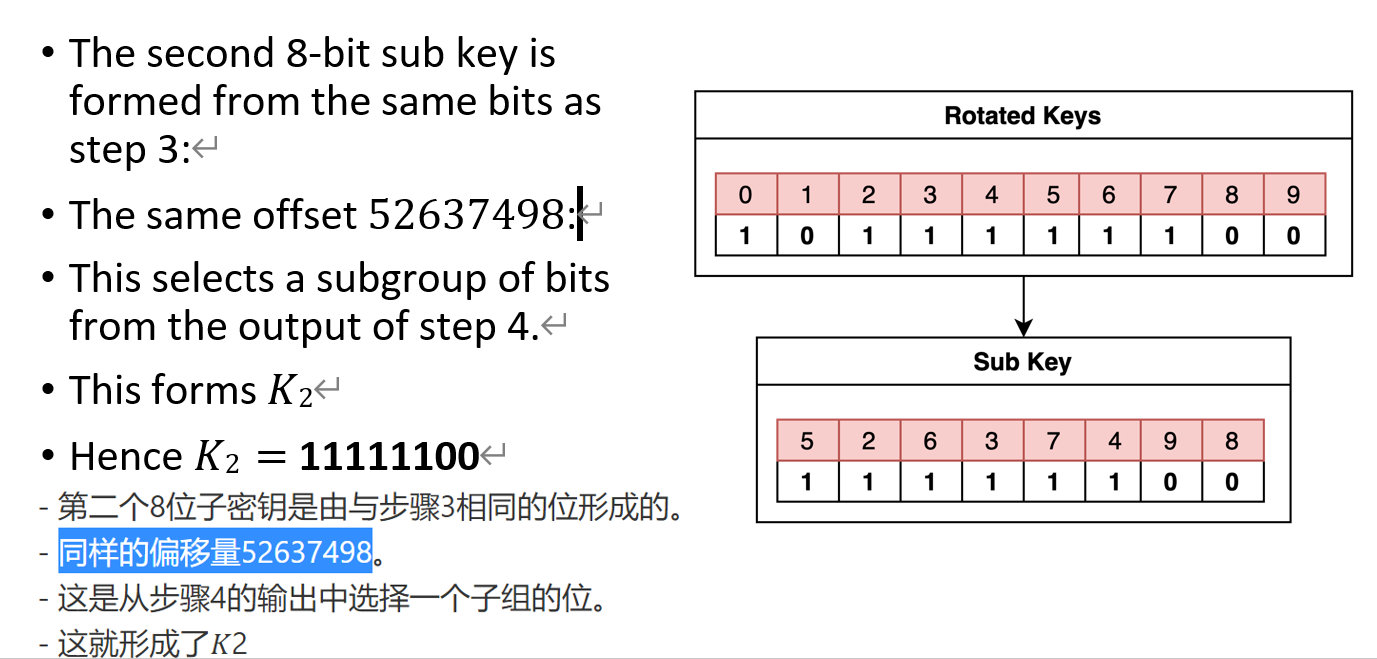 • The second 8-bit sub key is
formed from the same bits as
step 3:↵
• The same offset 52637498:↵
• This selects a subgroup of bits
from the output of step 4.↵
• This forms K₂↵
• Hence K₂ = 11111100↵
- 第二个8位子密钥是由与步骤3相同的位形成的。
- 同样的偏移量52637498。
- 这是从步骤4的输出中选择一个子组的位。
- 这就形成了K2
Rotated Keys
0 1 2 3 4 5 6 7 8 9
1 0 1 1 1 1 1 1 0 0
Sub Key
5 2 6 3 7 4 9 8
1 1 1 1 1 1 0 0